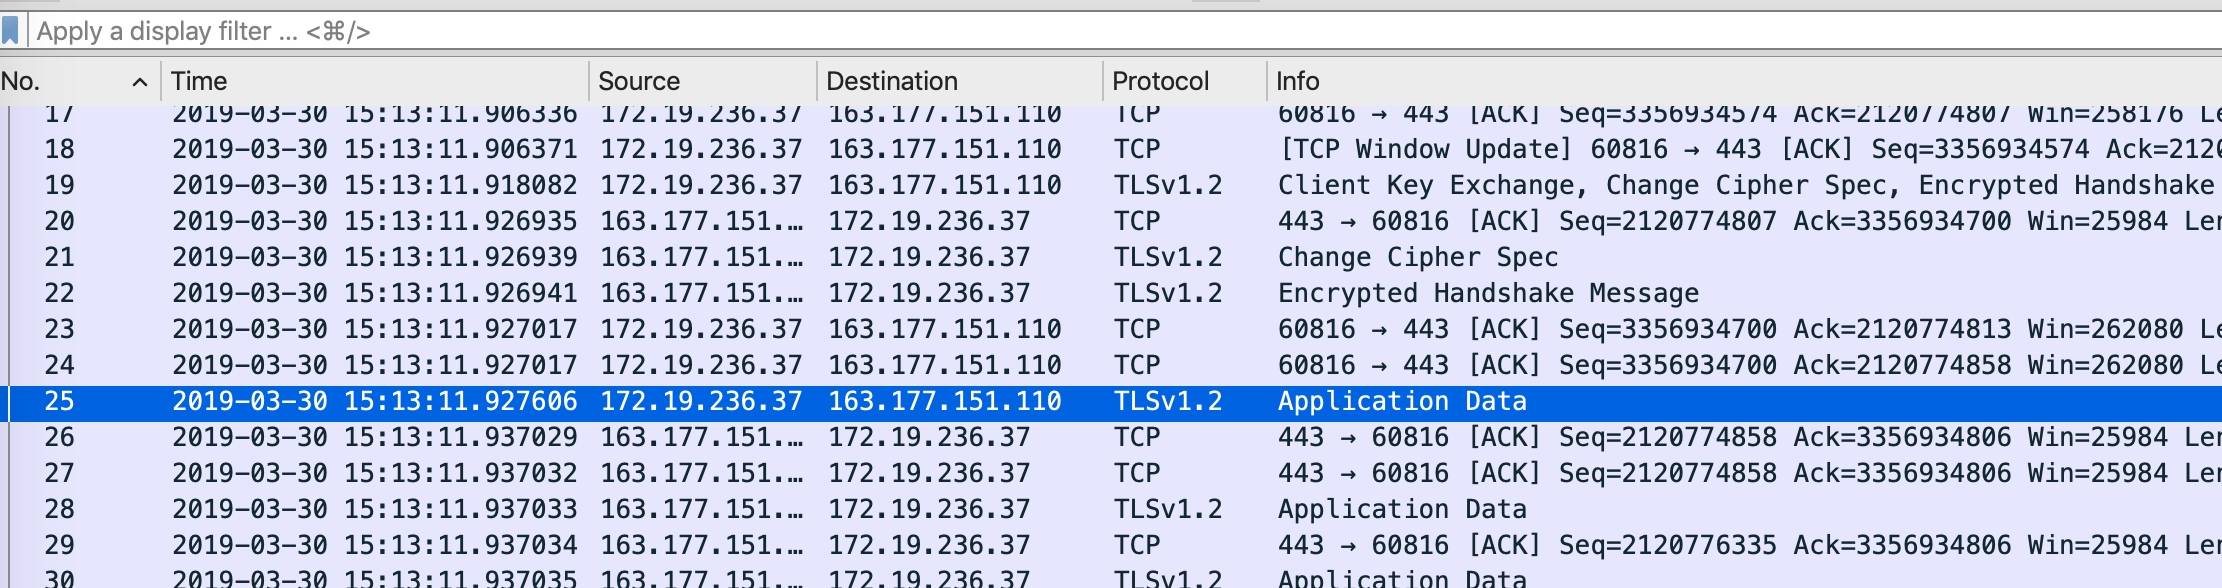 Apply a display filter ... <⌘/>
No. Time Source Destination Protocol Info
17 2019-03-30 15:13:11.906336 172.19.236.37 163.177.151.110 TCP 60816 → 443 [ACK] Seq=3356934574 Ack=2120774807 Win=258176 Le
18 2019-03-30 15:13:11.906371 172.19.236.37 163.177.151.110 TCP [TCP Window Update] 60816 → 443 [ACK] Seq=3356934574 Ack=2120
19 2019-03-30 15:13:11.918082 172.19.236.37 163.177.151.110 TLSv1.2 Client Key Exchange, Change Cipher Spec, Encrypted Handshake
20 2019-03-30 15:13:11.926935 163.177.151.… 172.19.236.37 TCP 443 → 60816 [ACK] Seq=2120774807 Ack=3356934700 Win=25984 Len
21 2019-03-30 15:13:11.926939 163.177.151.… 172.19.236.37 TLSv1.2 Change Cipher Spec
22 2019-03-30 15:13:11.926941 163.177.151.… 172.19.236.37 TLSv1.2 Encrypted Handshake Message
23 2019-03-30 15:13:11.927017 172.19.236.37 163.177.151.110 TCP 60816 → 443 [ACK] Seq=3356934700 Ack=2120774813 Win=262080 Le
24 2019-03-30 15:13:11.927017 172.19.236.37 163.177.151.110 TCP 60816 → 443 [ACK] Seq=3356934700 Ack=2120774858 Win=262080 Le
25 2019-03-30 15:13:11.927606 172.19.236.37 163.177.151.110 TLSv1.2 Application Data
26 2019-03-30 15:13:11.937029 163.177.151.… 172.19.236.37 TCP 443 → 60816 [ACK] Seq=2120774858 Ack=3356934806 Win=25984 Len
27 2019-03-30 15:13:11.937032 163.177.151.… 172.19.236.37 TCP 443 → 60816 [ACK] Seq=2120774858 Ack=3356934806 Win=25984 Len
28 2019-03-30 15:13:11.937033 163.177.151.… 172.19.236.37 TLSv1.2 Application Data
29 2019-03-30 15:13:11.937034 163.177.151.… 172.19.236.37 TCP 443 → 60816 [ACK] Seq=2120776335 Ack=3356934806 Win=25984 Len
30 2019-03-30 15:13:11.937035 163.177.151.… 172.19.236.37 TLSv1.2 Application Data